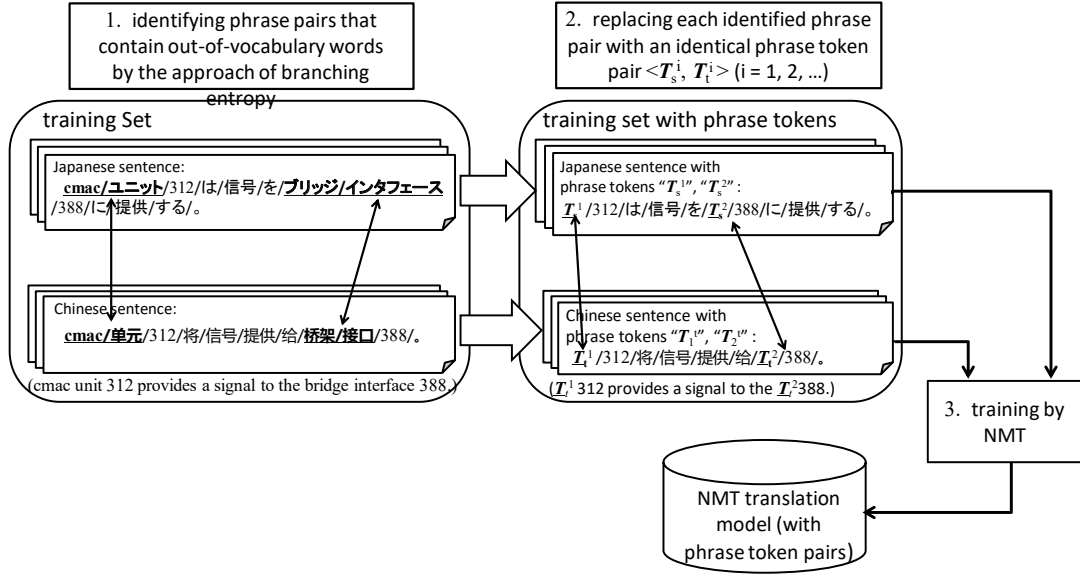 1. identifying phrase pairs that
contain out-of-vocabulary words
by the approach of branching
entropy
2. replacing each identified phrase
pair with an identical phrase token
pair <Tₛⁱ, Tₜⁱ> (i = 1, 2, …)
training Set
Japanese sentence:
cmac/ユニット/312/は/信号/を/ブリッジ/インタフェース
/388/に/提供/する/。
Chinese sentence:
cmac/单元/312/将/信号/提供/给/桥架/接口/388/。
(cmac unit 312 provides a signal to the bridge interface 388.)
training set with phrase tokens
Japanese sentence with
phrase tokens “Tₛ¹”, “Tₛ²” :
Tₛ¹/312/は/信号/を/Tₛ²/388/に/提供/する/。
Chinese sentence with
phrase tokens “T₁ᵗ”, “T₂ᵗ” :
Tₜ¹/312/将/信号/提供/给/Tₜ²/388/。
(Tₜ¹ 312 provides a signal to the Tₜ² 388.)
3. training by
NMT
NMT translation
model (with
phrase token pairs)